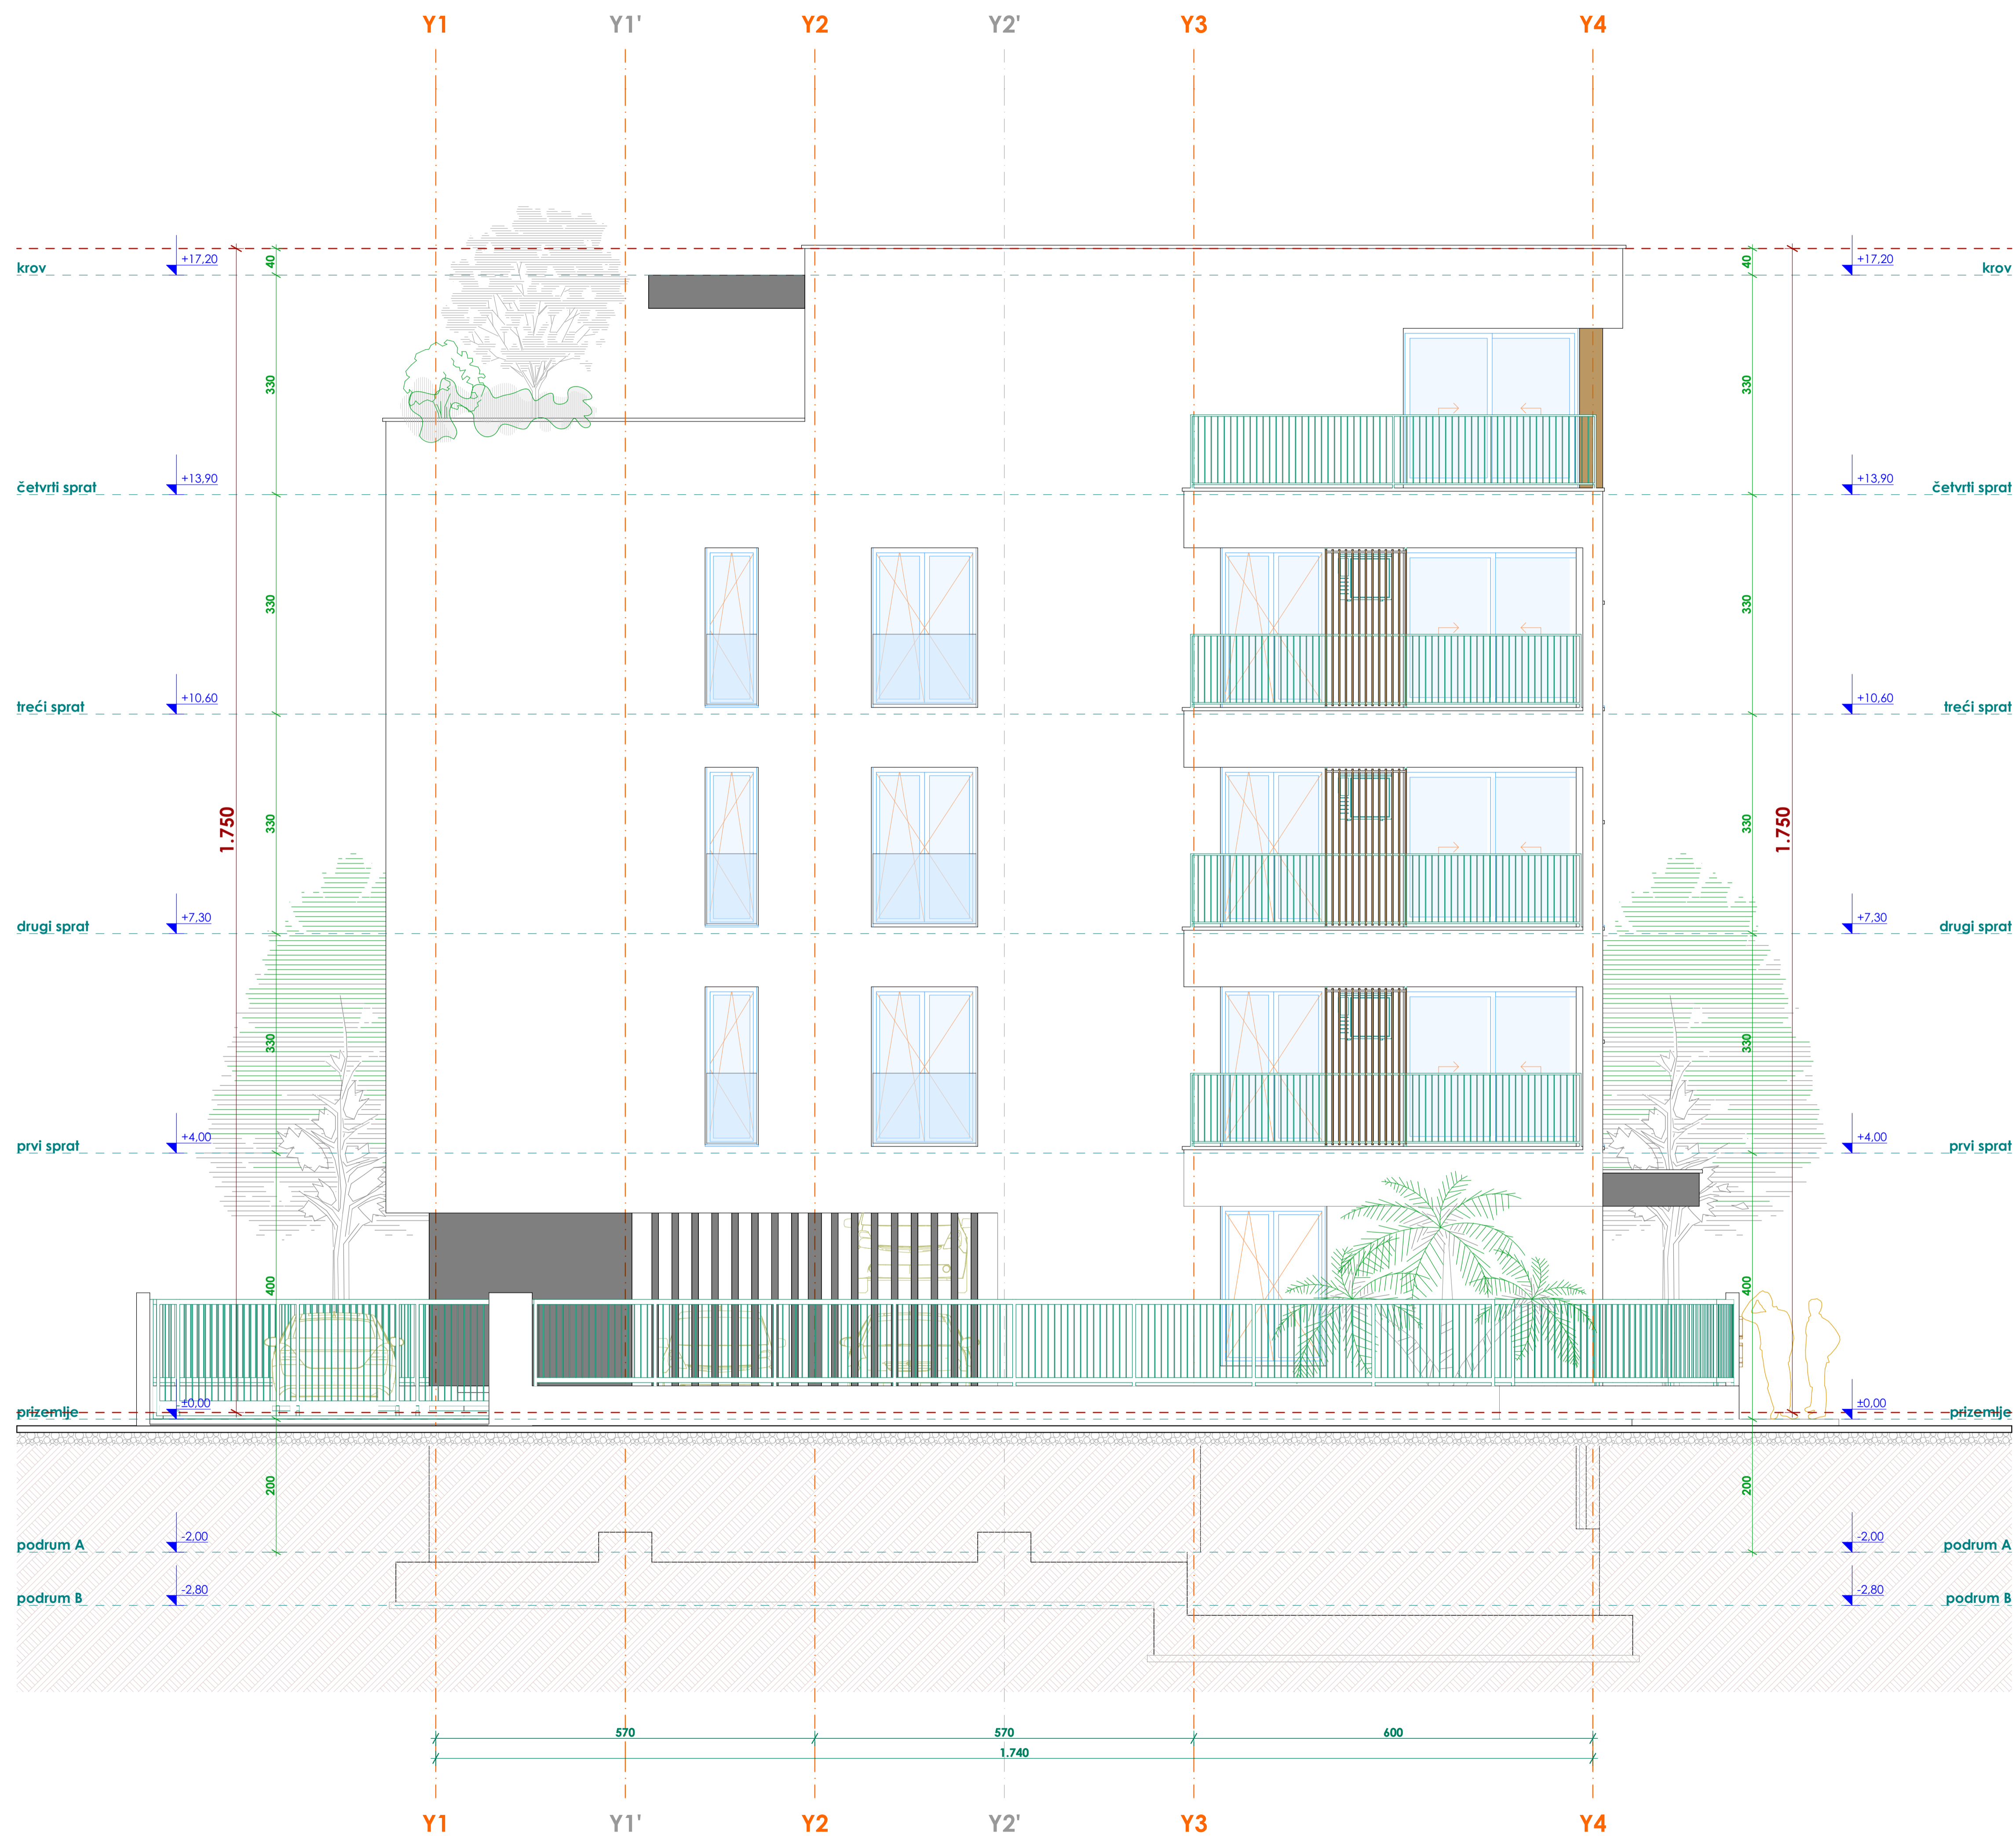 Y1 Y1' Y2 Y2' Y3 Y4
40 40
krov +17,20 +17,20 krov
330 330
četvrti sprat +13,90 +13,90 četvrti sprat
330 330
treći sprat +10,60 +10,60 treći sprat
1.750 330 330 1.750
drugi sprat +7,30 +7,30 drugi sprat
330 330
prvi sprat +4,00 +4,00 prvi sprat
400 400
prizemlje ±0,00 ±0,00 prizemlje
200 200
podrum A -2,00 -2,00 podrum A
podrum B -2,80 -2,80 podrum B
570 570 600
1.740
Y1 Y1' Y2 Y2' Y3 Y4